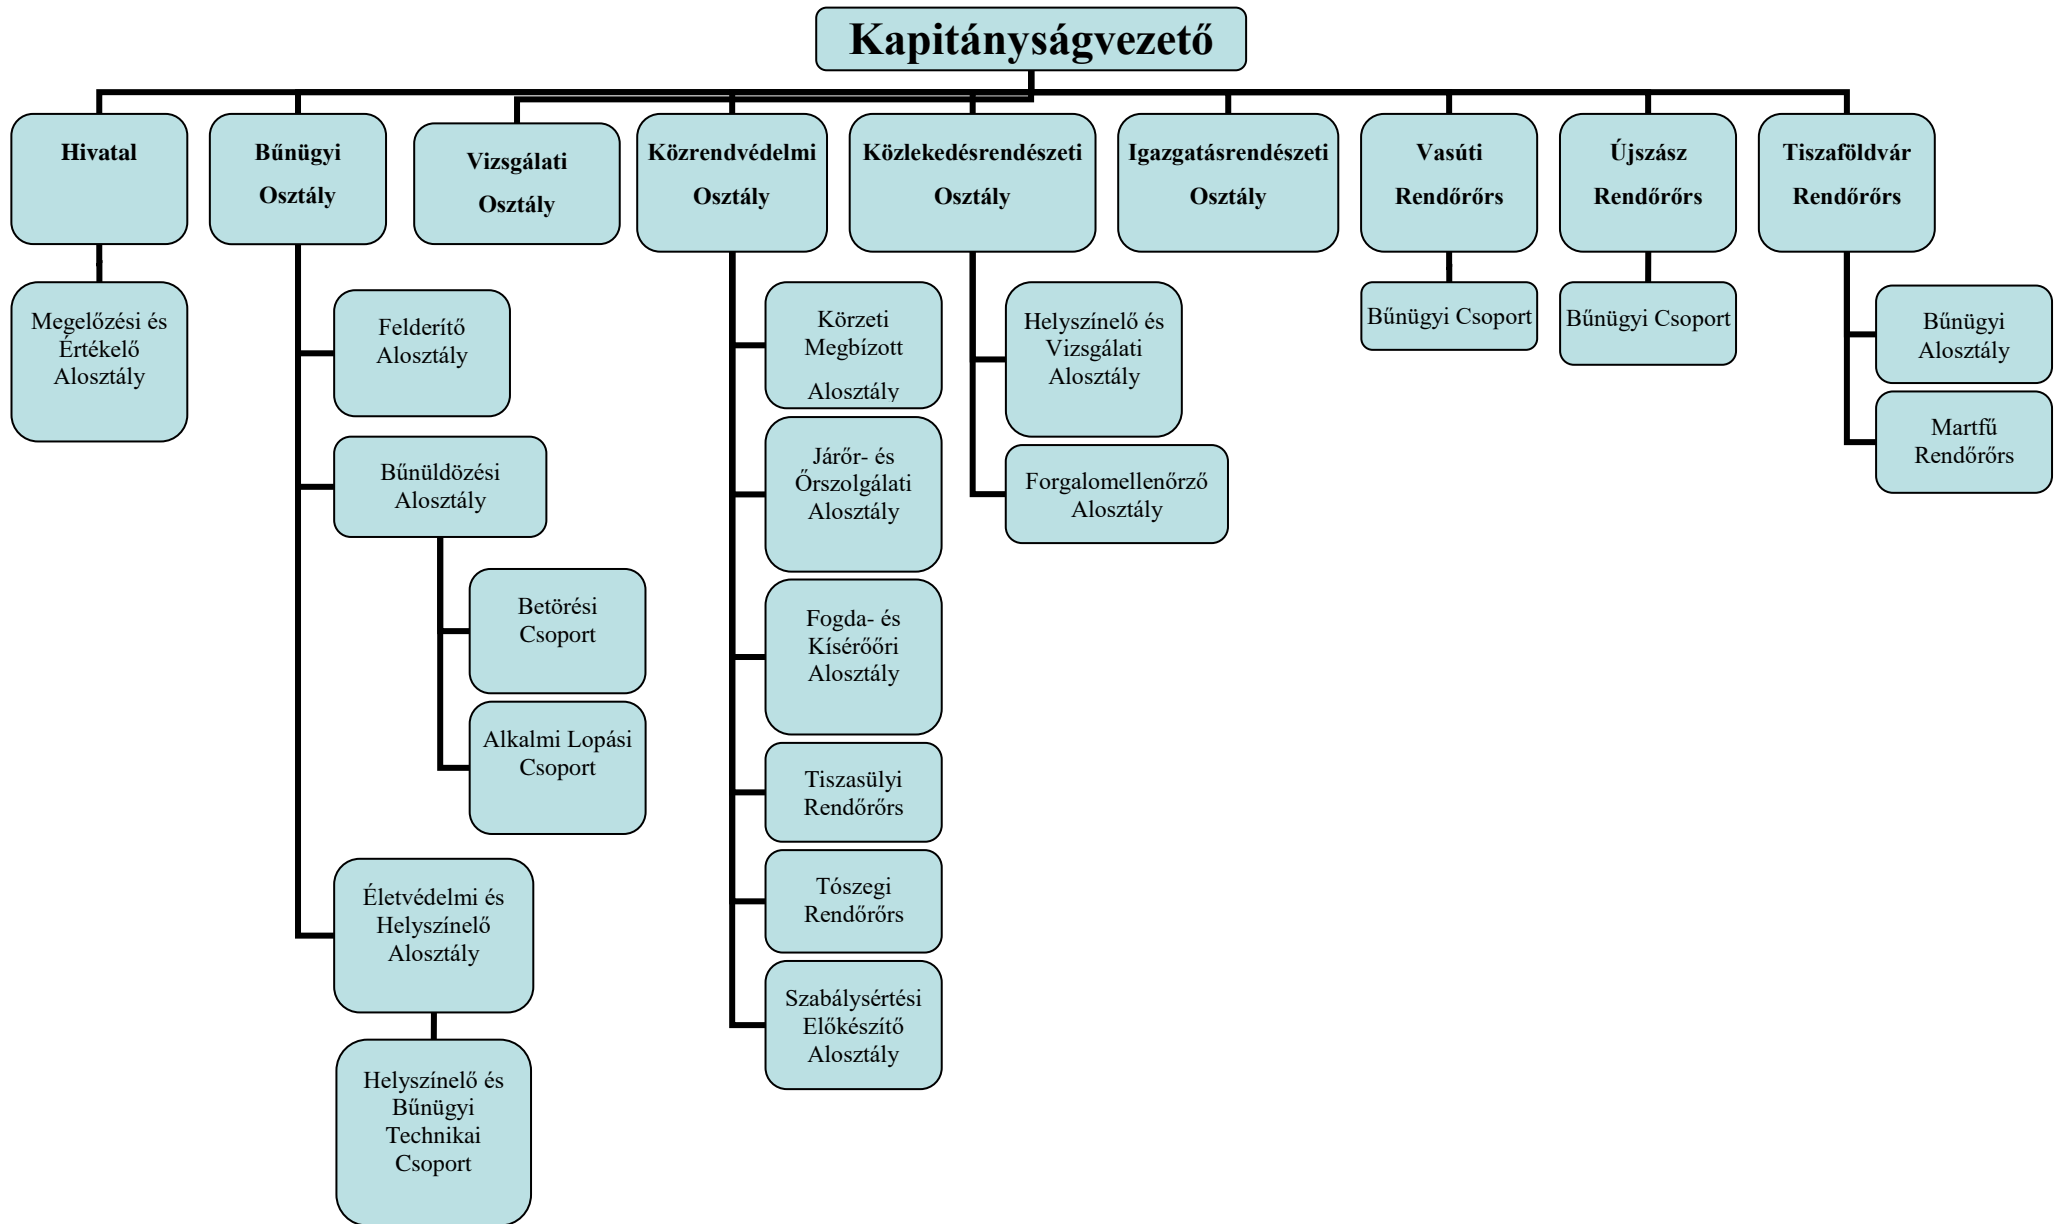 Kapitányságvezető
Hivatal
Bűnügyi
Osztály
Vizsgálati
Osztály
Közrendvédelmi
Osztály
Közlekedésrendészeti
Osztály
Igazgatásrendészeti
Osztály
Vasúti
Rendőrőrs
Újszász
Rendőrőrs
Tiszaföldvár
Rendőrőrs
Megelőzési és
Értékelő
Alosztály
Felderítő
Alosztály
Bűnüldözési
Alosztály
Betörési
Csoport
Alkalmi Lopási
Csoport
Életvédelmi és
Helyszínelő
Alosztály
Helyszínelő és
Bűnügyi
Technikai
Csoport
Körzeti
Megbízott
Alosztály
Járőr- és
Őrszolgálati
Alosztály
Fogda- és
Kísérőőri
Alosztály
Tiszasülyi
Rendőrőrs
Tószegi
Rendőrőrs
Szabálysértési
Előkészítő
Alosztály
Helyszínelő és
Vizsgálati
Alosztály
Forgalomellenőrző
Alosztály
Bűnügyi Csoport
Bűnügyi Csoport
Bűnügyi
Alosztály
Martfű
Rendőrőrs